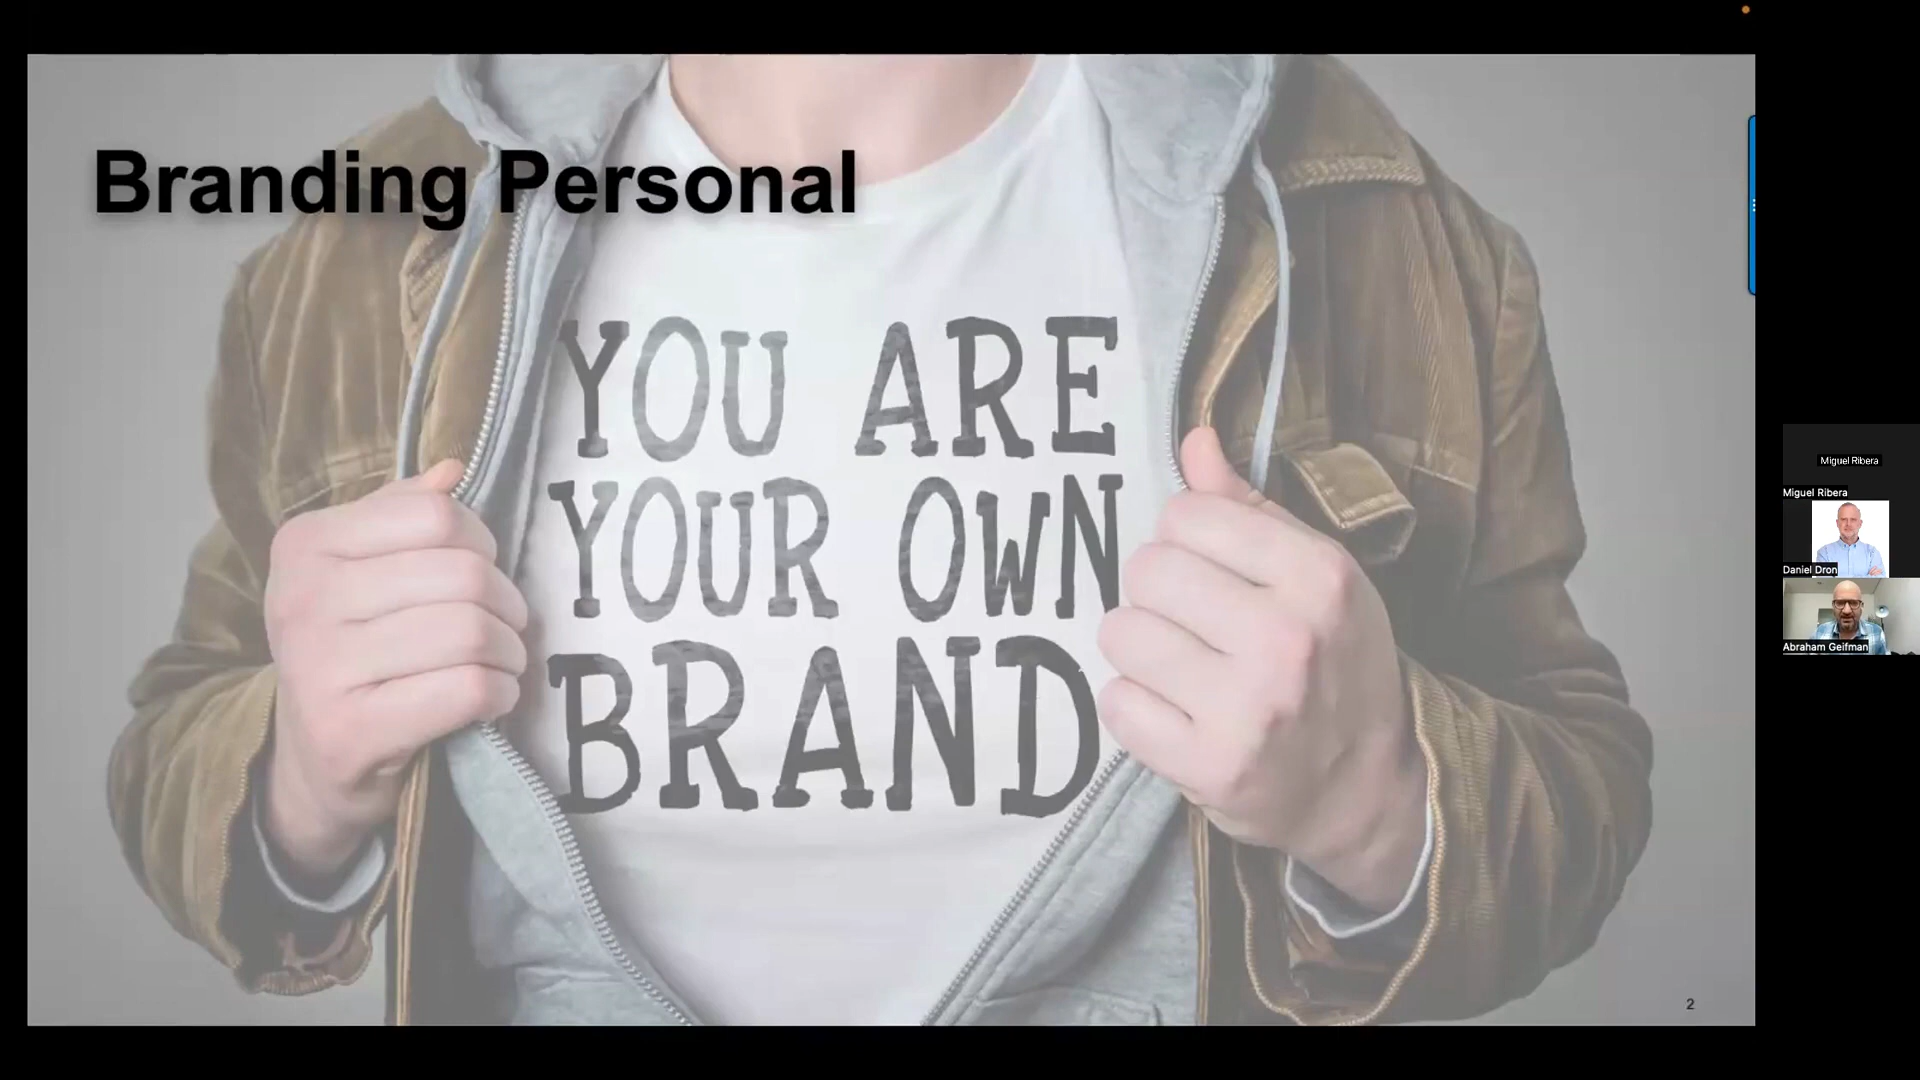 Branding Personal
YOU ARE
YOUR OWN
BRAND
2
Miguel Ribera
Miguel Ribera
Daniel Dron
Abraham Geifman